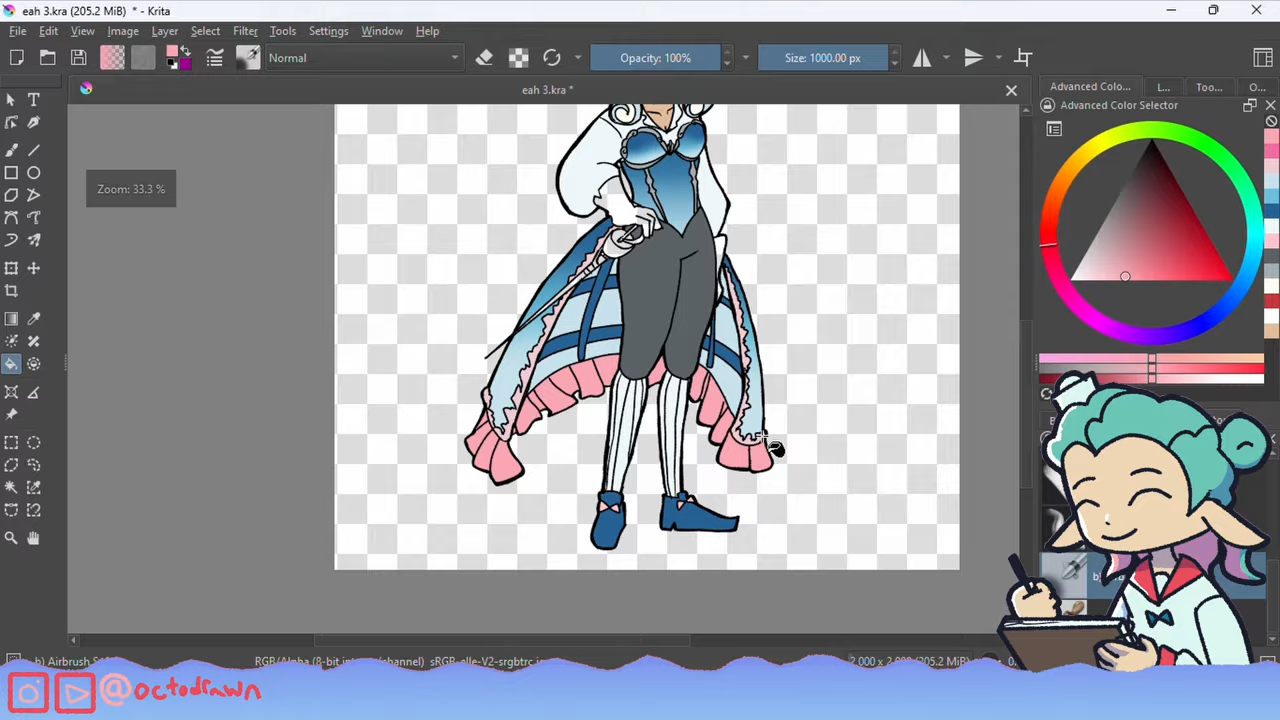 eah 3.kra (205.2 MiB) * - Krita
File Edit View Image Layer Select Filter Tools Settings Window Help
Normal Opacity: 100% Size: 1000.00 px
eah 3.kra *
Advanced Colo... L... Too... O...
Advanced Color Selector
Zoom: 33.3 %
b) Airbrush S
RGB/Alpha (8-bit in
sRGB-elle-V2-srgbtrc.i
2,000 x 2,000 (205.2 MiB)
@octodrawn